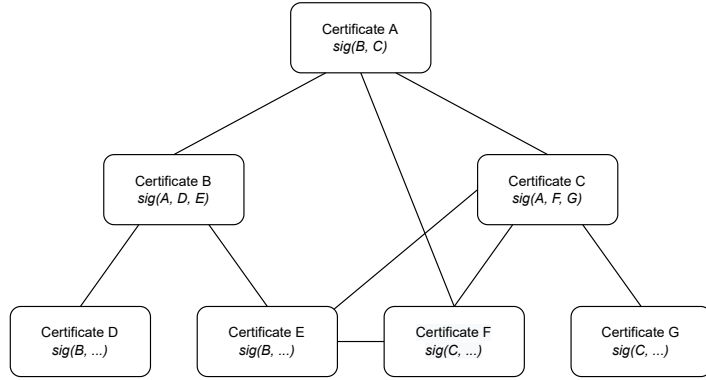 Certificate A
sig(B, C)
Certificate B
sig(A, D, E)
Certificate C
sig(A, F, G)
Certificate D
sig(B, ...)
Certificate E
sig(B, ...)
Certificate F
sig(C, ...)
Certificate G
sig(C, ...)